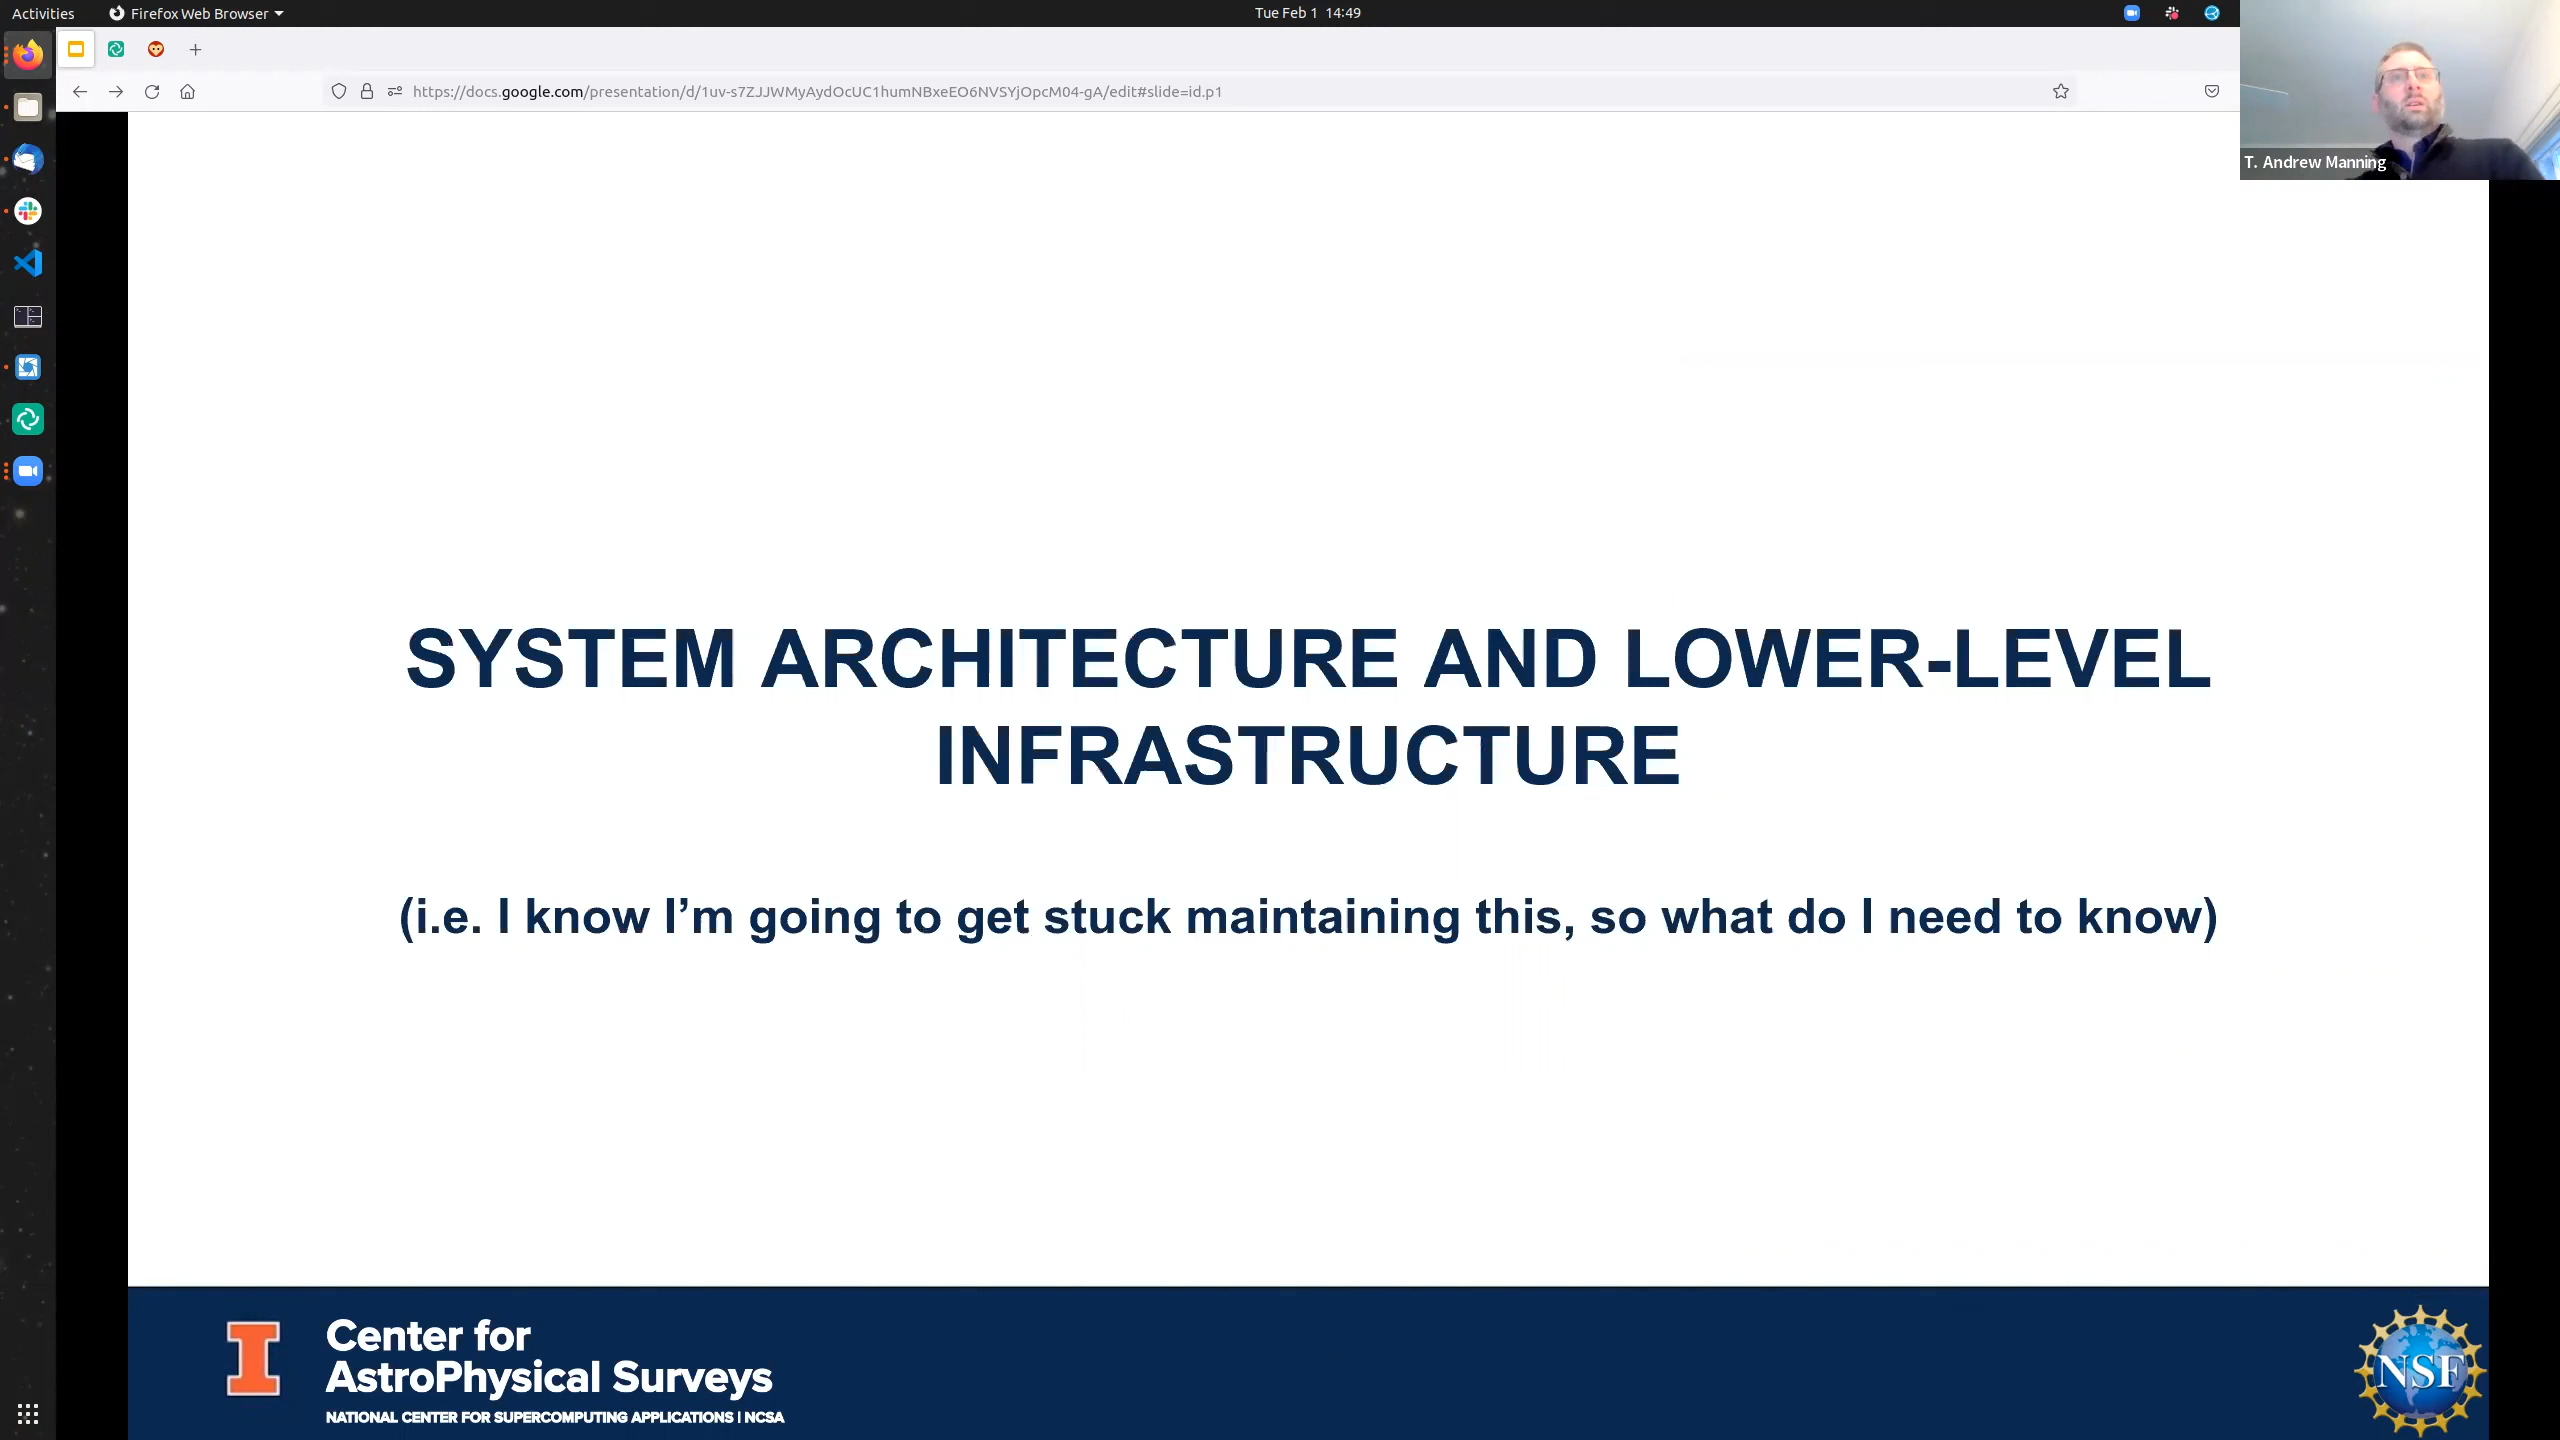 Activities
Firefox Web Browser
Tue Feb 1 14:49
https://docs.google.com/presentation/d/1uv-s7ZJJWMyAydOcUC1humNBxeEO6NVSYjOpcM04-gA/edit#slide=id.p1
T. Andrew Manning
SYSTEM ARCHITECTURE AND LOWER-LEVEL
INFRASTRUCTURE
(i.e. I know I’m going to get stuck maintaining this, so what do I need to know)
I
Center for
AstroPhysical Surveys
NATIONAL CENTER FOR SUPERCOMPUTING APPLICATIONS | NCSA
NSF